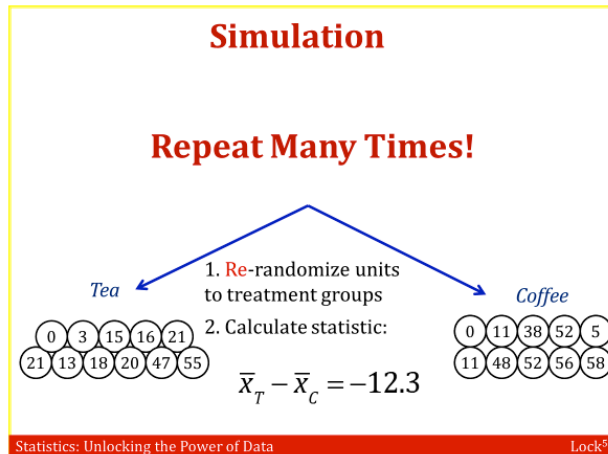 Simulation
Repeat Many Times!
1. Re-randomize units
to treatment groups
2. Calculate statistic:
x̄_T − x̄_C = −12.3
Tea
0 3 15 16 21
21 13 18 20 47 55
Coffee
0 11 38 52 5
11 48 52 56 58
Statistics: Unlocking the Power of Data
Lock⁵